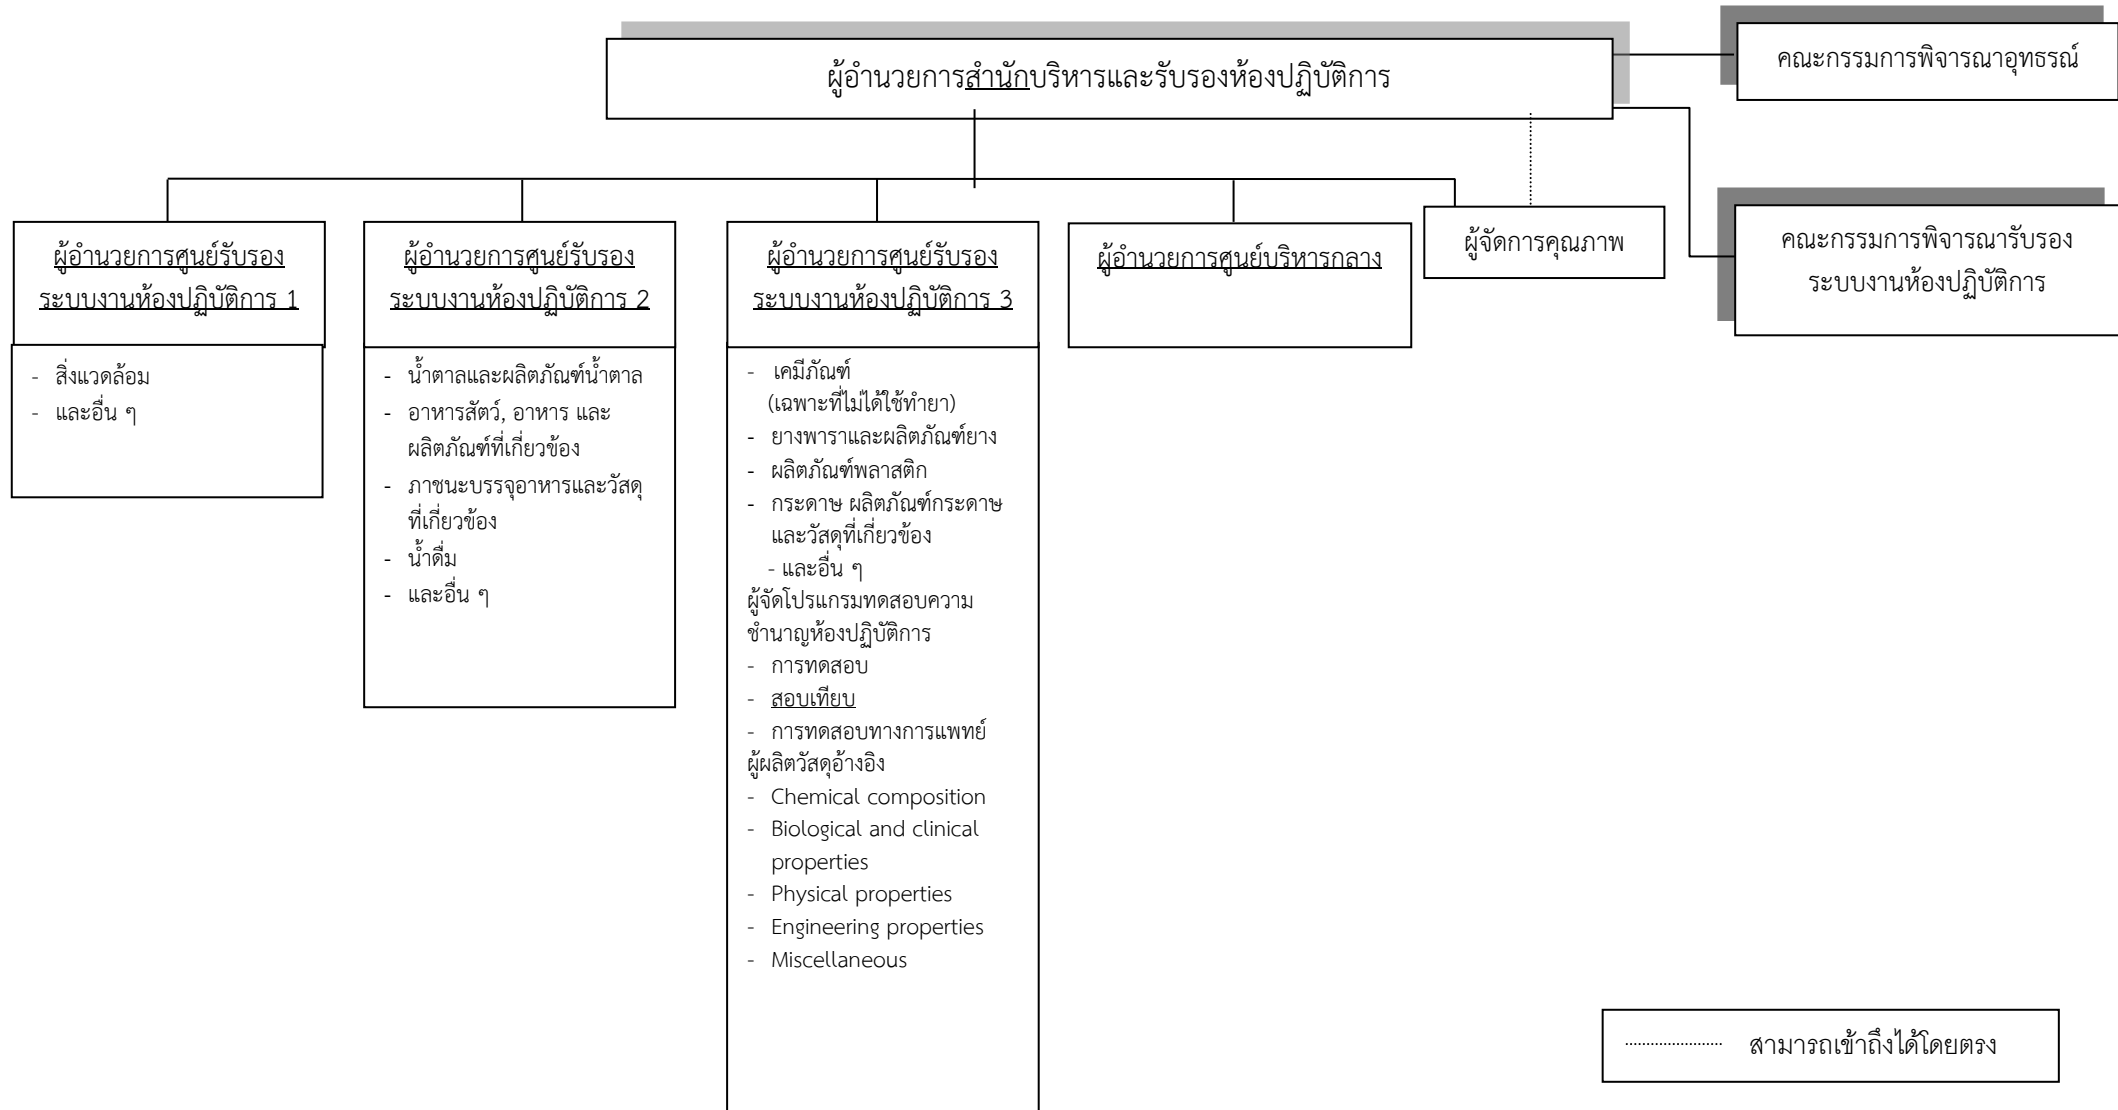 ผู้อำนวยการสำนักบริหารและรับรองห้องปฏิบัติการ
คณะกรรมการพิจารณาอุทธรณ์
ผู้อำนวยการศูนย์รับรอง
ระบบงานห้องปฏิบัติการ 1
- สิ่งแวดล้อม
- และอื่น ๆ
ผู้อำนวยการศูนย์รับรอง
ระบบงานห้องปฏิบัติการ 2
- น้ำตาลและผลิตภัณฑ์น้ำตาล
- อาหารสัตว์, อาหาร และ
ผลิตภัณฑ์ที่เกี่ยวข้อง
- ภาชนะบรรจุอาหารและวัสดุ
ที่เกี่ยวข้อง
- น้ำดื่ม
- และอื่น ๆ
ผู้อำนวยการศูนย์รับรอง
ระบบงานห้องปฏิบัติการ 3
- เคมีภัณฑ์
(เฉพาะที่ไม่ได้ใช้ทำยา)
- ยางพาราและผลิตภัณฑ์ยาง
- ผลิตภัณฑ์พลาสติก
- กระดาษ ผลิตภัณฑ์กระดาษ
และวัสดุที่เกี่ยวข้อง
- และอื่น ๆ
ผู้จัดโปรแกรมทดสอบความ
ชำนาญห้องปฏิบัติการ
- การทดสอบ
- สอบเทียบ
- การทดสอบทางการแพทย์
ผู้ผลิตวัสดุอ้างอิง
- Chemical composition
- Biological and clinical
properties
- Physical properties
- Engineering properties
- Miscellaneous
ผู้อำนวยการศูนย์บริหารกลาง
ผู้จัดการคุณภาพ
คณะกรรมการพิจารณารับรอง
ระบบงานห้องปฏิบัติการ
สามารถเข้าถึงได้โดยตรง